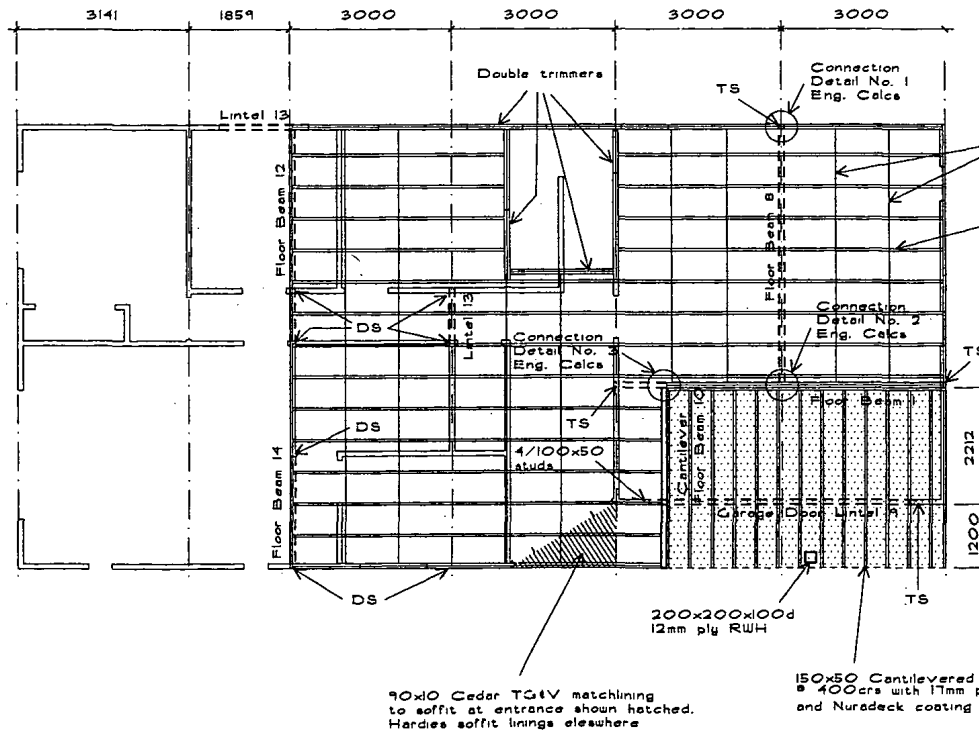 3141
1859
3000
3000
3000
3000
Double trimmers
Connection
Detail No. 1
Eng. Calcs
TS
Lintel 13
Floor Beam 12
Floor Beam 8
DS
Lintel 13
Connection
Detail No. 2
Eng. Calcs
Connection
Detail No. 3
Eng. Calcs
TS
TS
Floor Beam 1
DS
Cantilever
Floor Beam 10
4/100x50
studs
2212
Floor Beam 14
Garage Door Lintel 9
1200
DS
TS
200x200x100d
12mm ply RWH
90x10 Cedar TG&V matchlining
to soffit at entrance shown hatched.
Hardies soffit linings elsewhere
150x50 Cantilevered
@ 400crs with 17mm p
and Nuradeck coating